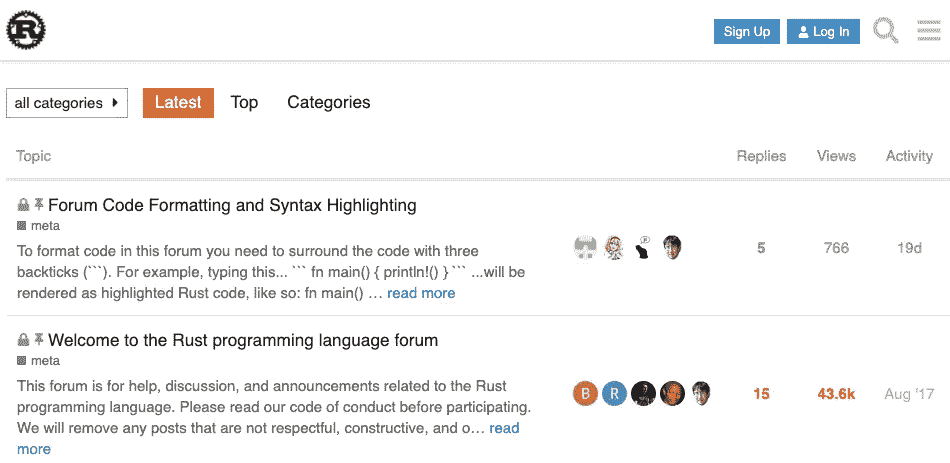 R
Sign Up
Log In
all categories
Latest
Top
Categories
Topic
Replies
Views
Activity
Forum Code Formatting and Syntax Highlighting
meta
To format code in this forum you need to surround the code with three
backticks (```). For example, typing this... ``` fn main() { println!() } ``` ...will be
rendered as highlighted Rust code, like so: fn main() … read more
5
766
19d
Welcome to the Rust programming language forum
meta
This forum is for help, discussion, and announcements related to the Rust
programming language. Please read our code of conduct before participating.
We will remove any posts that are not respectful, constructive, and o… read
more
B
R
15
43.6k
Aug '17